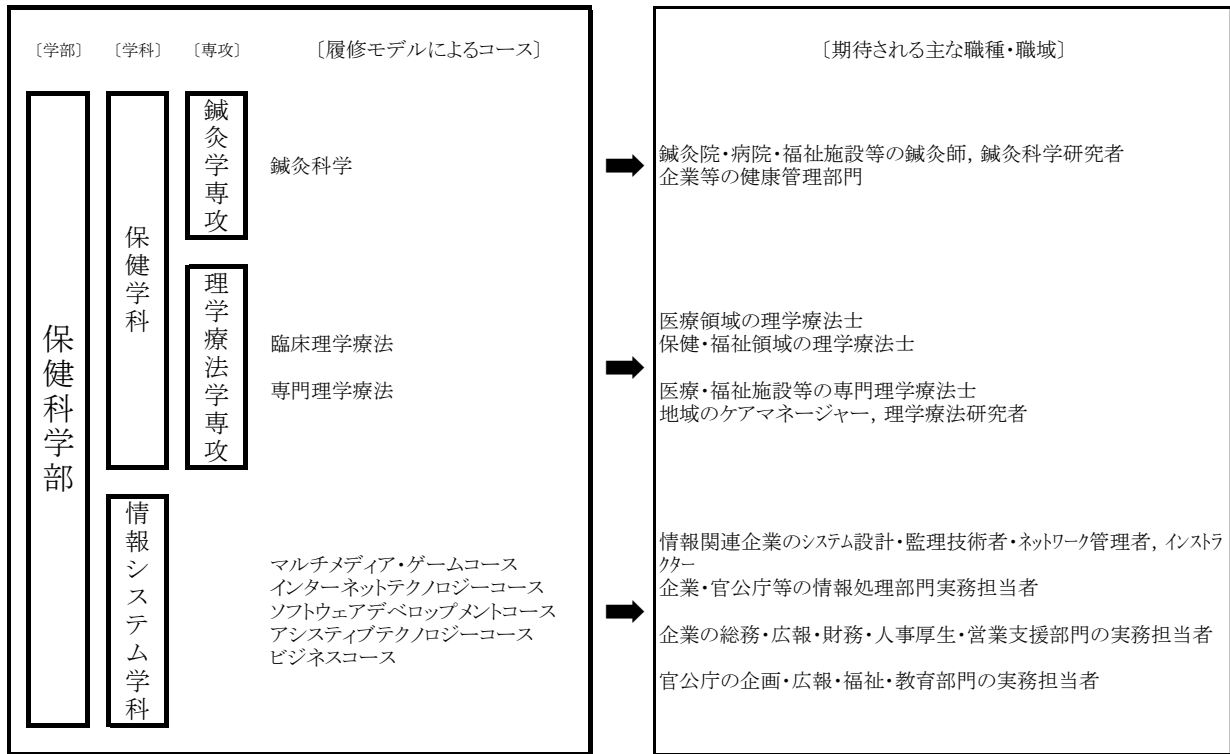 〔学部〕 〔学科〕 〔専攻〕 〔履修モデルによるコース〕
〔期待される主な職種・職域〕
保健科学部
保健学科
鍼灸学専攻
鍼灸科学
鍼灸院・病院・福祉施設等の鍼灸師, 鍼灸科学研究者
企業等の健康管理部門
理学療法学専攻
臨床理学療法
専門理学療法
医療領域の理学療法士
保健・福祉領域の理学療法士
医療・福祉施設等の専門理学療法士
地域のケアマネージャー, 理学療法研究者
情報システム学科
マルチメディア・ゲームコース
インターネットテクノロジーコース
ソフトウェアデベロップメントコース
アシスティブテクノロジーコース
ビジネスコース
情報関連企業のシステム設計・監理技術者・ネットワーク管理者, インストラ
クター
企業・官公庁等の情報処理部門実務担当者
企業の総務・広報・財務・人事厚生・営業支援部門の実務担当者
官公庁の企画・広報・福祉・教育部門の実務担当者